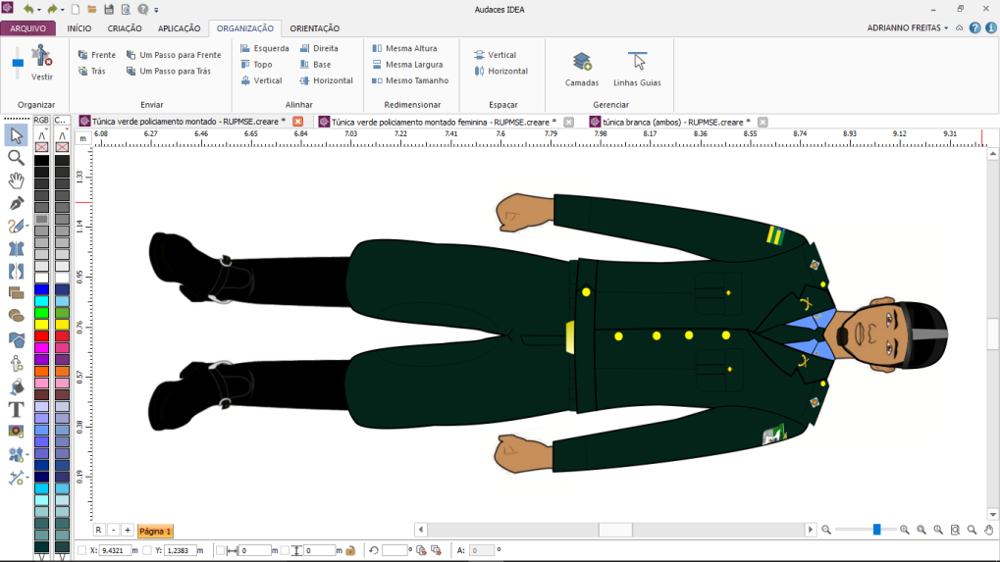 Audaces IDEA
ARQUIVO INÍCIO CRIAÇÃO APLICAÇÃO ORGANIZAÇÃO ORIENTAÇÃO ADRIANNO FREITAS
Frente Um Passo para Frente Esquerda Direita Mesma Altura Vertical
Trás Um Passo para Trás Topo Base Mesma Largura Horizontal
Vertical Horizontal Mesmo Tamanho
Vestir Camadas Linhas Guias
Organizar Enviar Alinhar Redimensionar Espaçar Gerenciar
RGB C... Túnica verde policiamento montado - RUPMSE.creare * Túnica verde policiamento montado feminina - RUPMSE.creare * túnica branca (ambos) - RUPMSE.creare *
m 6.08 6.27 6.46 6.65 6.84 7.03 7.22 7.41 7.60 7.79 7.98 8.17 8.36 8.55 8.74 8.93 9.12 9.31
1.33
1.14
0.95
0.76
0.57
0.38
0.19
R - + Página 1
X: 9,4321 m Y: 1,2383 m 0 m 0 m ° A: 0 °